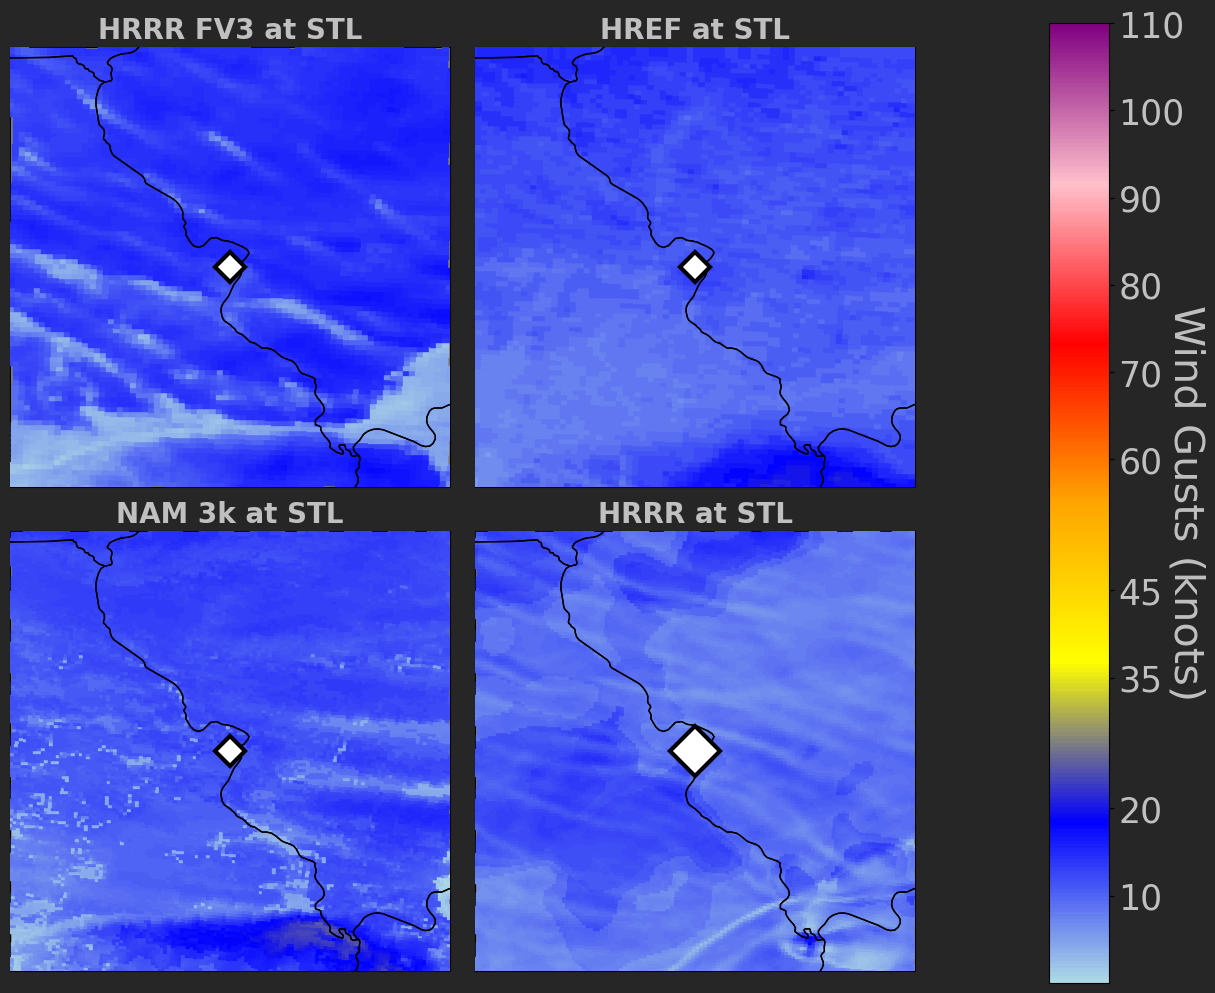 HRRR FV3 at STL
HREF at STL
NAM 3k at STL
HRRR at STL
110
100
90
80
70
60
45
35
20
10
Wind Gusts (knots)